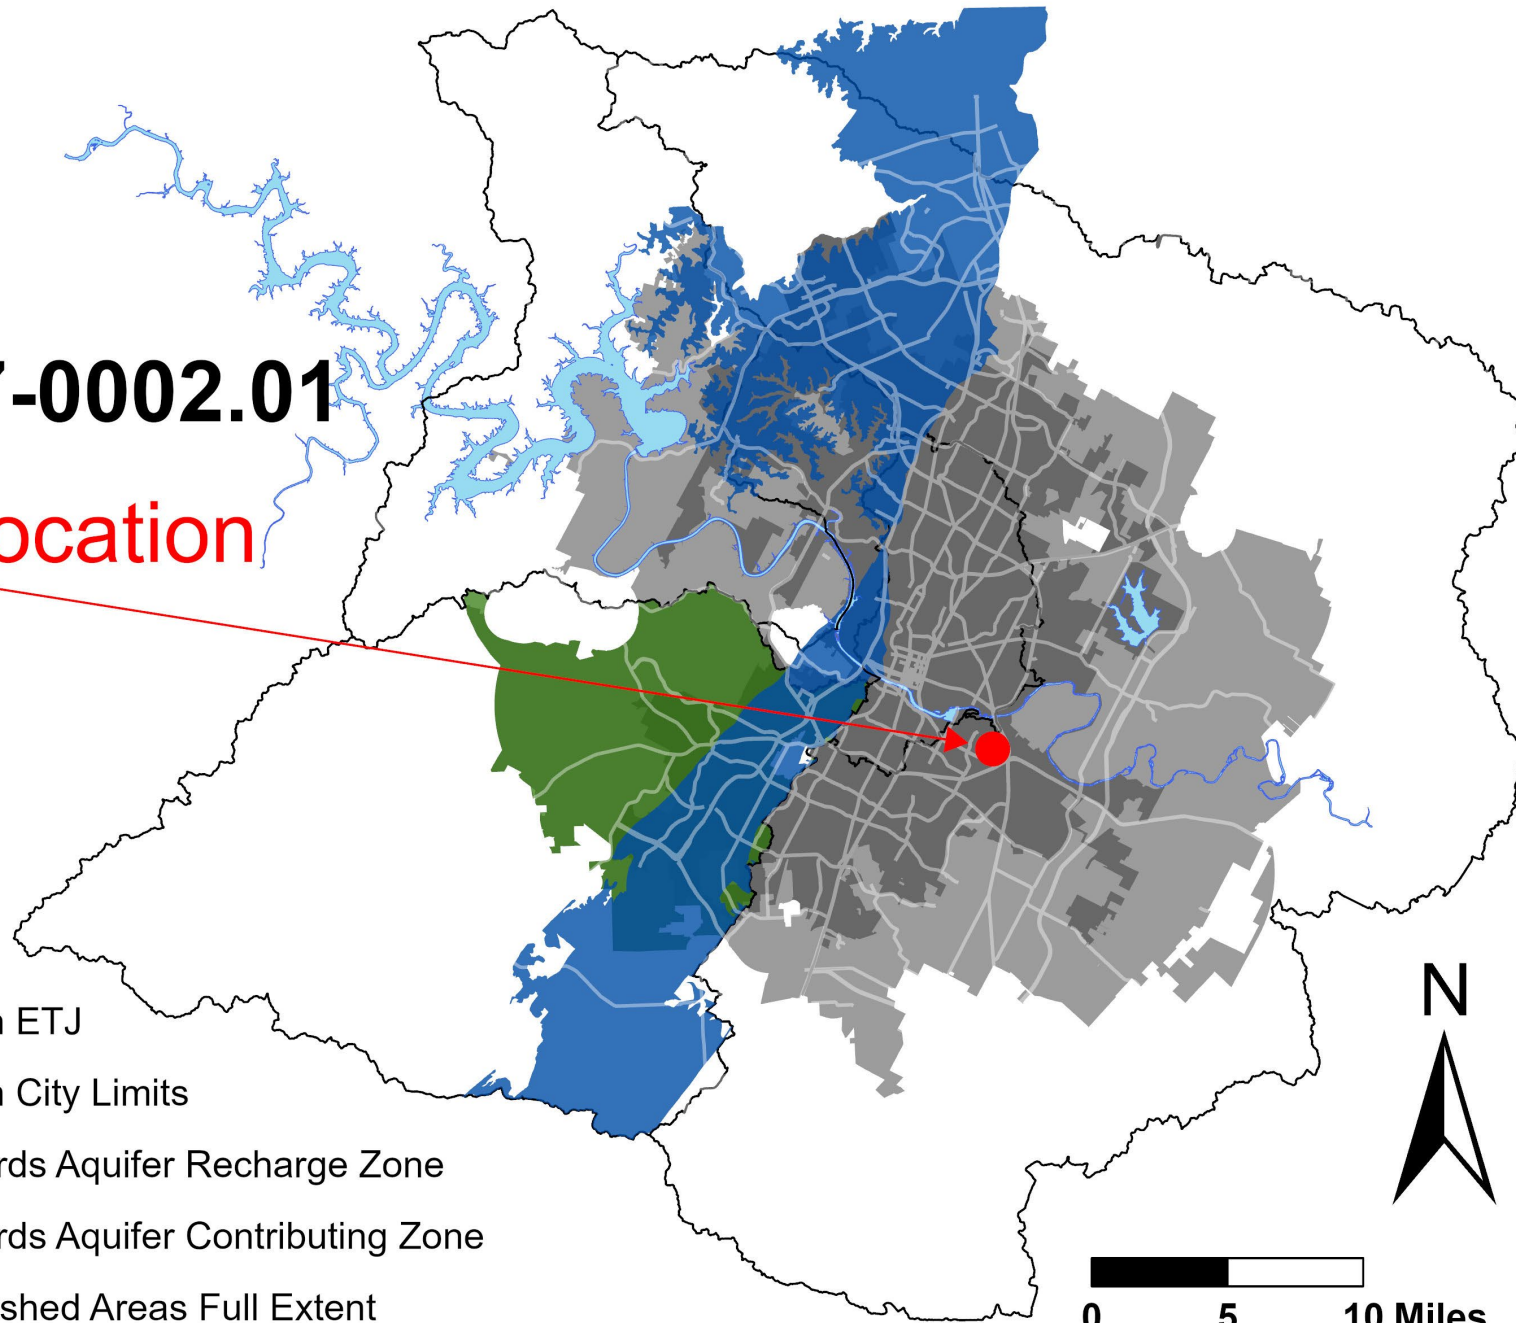 7-0002.01
ocation
n ETJ
n City Limits
rds Aquifer Recharge Zone
rds Aquifer Contributing Zone
shed Areas Full Extent
N
0 5 10 Miles